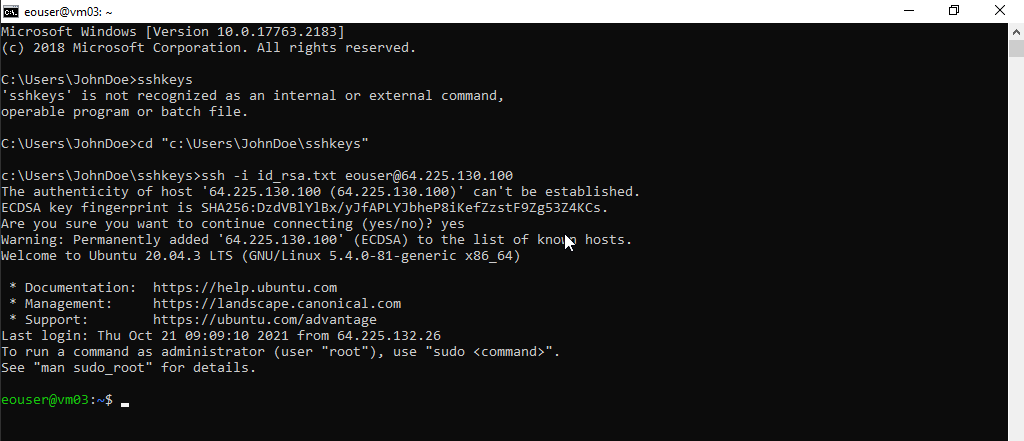 eouser@vm03: ~
Microsoft Windows [Version 10.0.17763.2183]
(c) 2018 Microsoft Corporation. All rights reserved.
C:\Users\JohnDoe>sshkeys
'sshkeys' is not recognized as an internal or external command,
operable program or batch file.
C:\Users\JohnDoe>cd "c:\Users\JohnDoe\sshkeys"
c:\Users\JohnDoe\sshkeys>ssh -i id_rsa.txt eouser@64.225.130.100
The authenticity of host '64.225.130.100 (64.225.130.100)' can't be established.
ECDSA key fingerprint is SHA256:DzdVBlYlBx/yJfAPLYJbheP8iKefZzstF9Zg53Z4KCs.
Are you sure you want to continue connecting (yes/no)? yes
Warning: Permanently added '64.225.130.100' (ECDSA) to the list of known hosts.
Welcome to Ubuntu 20.04.3 LTS (GNU/Linux 5.4.0-81-generic x86_64)
* Documentation:  https://help.ubuntu.com
* Management:     https://landscape.canonical.com
* Support:        https://ubuntu.com/advantage
Last login: Thu Oct 21 09:09:10 2021 from 64.225.132.26
To run a command as administrator (user "root"), use "sudo <command>".
See "man sudo_root" for details.
eouser@vm03:~$